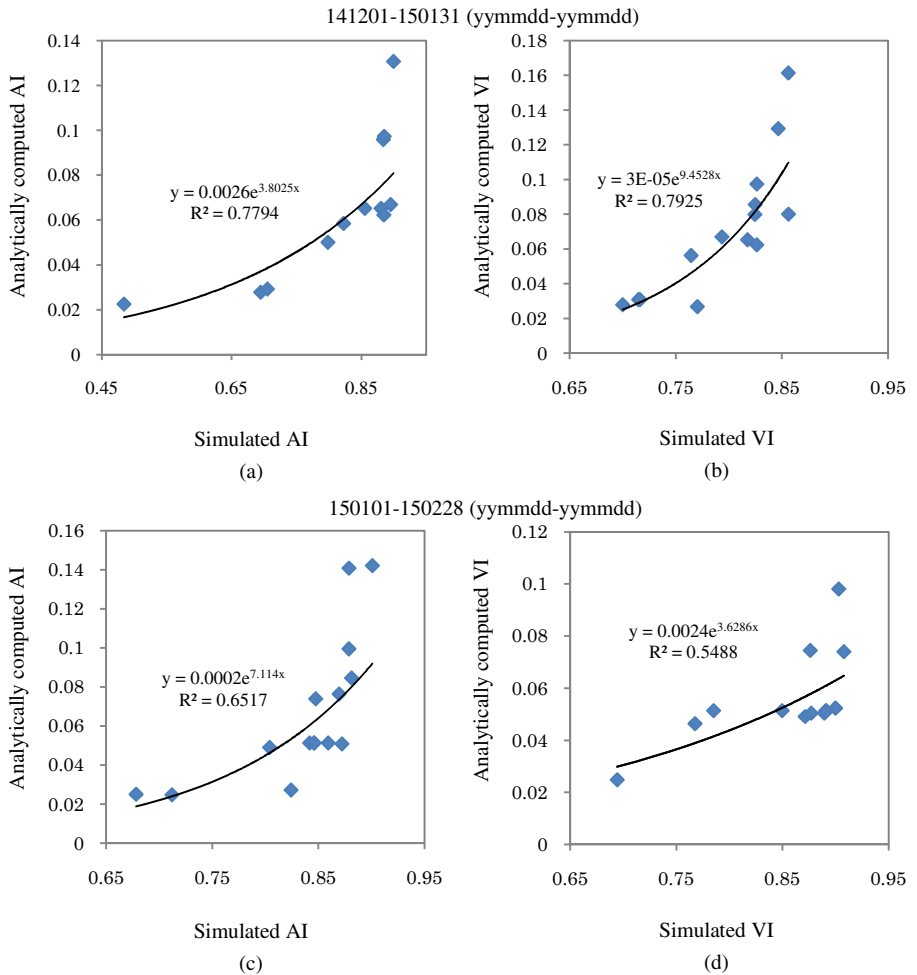 141201-150131 (yymmdd-yymmdd)
Analytically computed AI
0.14
0.12
0.1
0.08
0.06
0.04
0.02
0
y = 0.0026e^3.8025x
R² = 0.7794
0.45 0.65 0.85
Simulated AI
(a)
Analytically computed VI
0.18
0.16
0.14
0.12
0.1
0.08
0.06
0.04
0.02
0
y = 3E-05e^9.4528x
R² = 0.7925
0.65 0.75 0.85 0.95
Simulated VI
(b)
150101-150228 (yymmdd-yymmdd)
Analytically computed AI
0.16
0.14
0.12
0.1
0.08
0.06
0.04
0.02
0
y = 0.0002e^7.114x
R² = 0.6517
0.65 0.75 0.85 0.95
Simulated AI
(c)
Analytically computed VI
0.12
0.1
0.08
0.06
0.04
0.02
0
y = 0.0024e^3.6286x
R² = 0.5488
0.65 0.75 0.85 0.95
Simulated VI
(d)